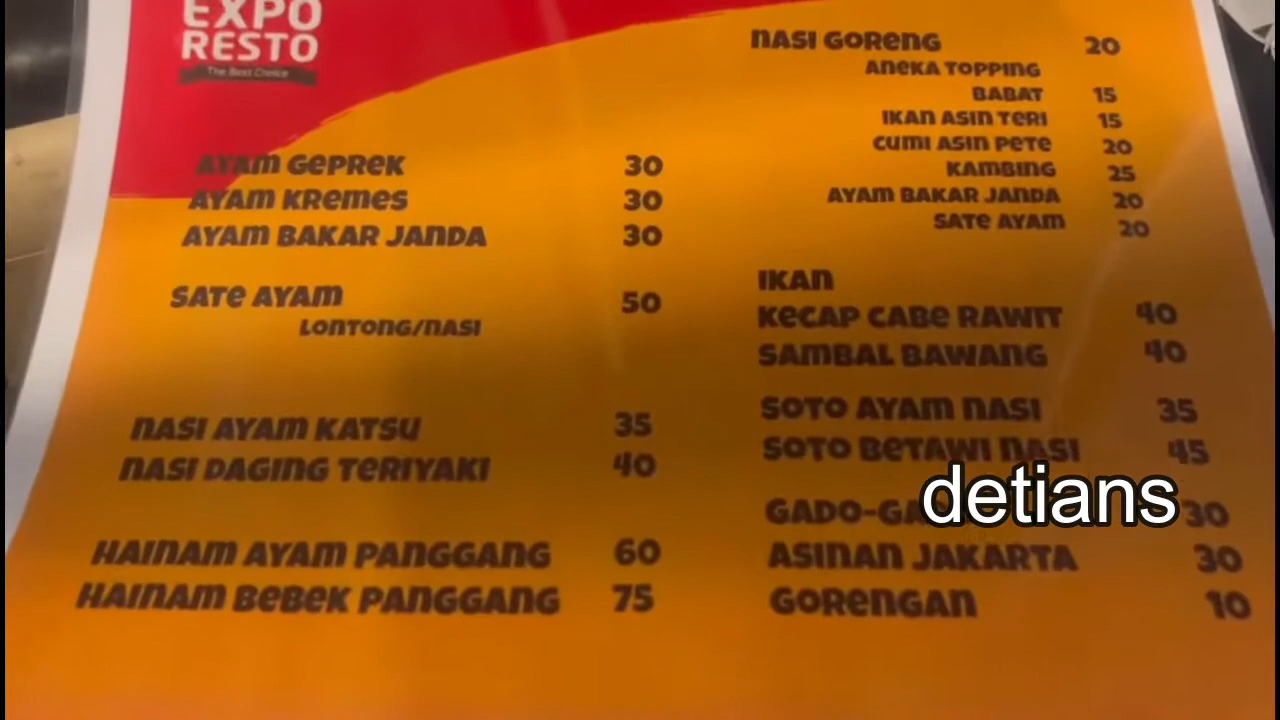 EXPO
RESTO
The Best Choice
AYAM GEPREK 30
AYAM KREMES 30
AYAM BAKAR JANDA 30
SATE AYAM 50
LONTONG/NASI
NASI AYAM KATSU 35
NASI DAGING TERIYAKI 40
HAINAM AYAM PANGGANG 60
HAINAM BEBEK PANGGANG 75
NASI GORENG 20
ANEKA TOPPING
BABAT 15
IKAN ASIN TERI 15
CUMI ASIN PETE 20
KAMBING 25
AYAM BAKAR JANDA 20
SATE AYAM 20
IKAN
KECAP CABE RAWIT 40
SAMBAL BAWANG 40
SOTO AYAM NASI 35
SOTO BETAWI NASI 45
GADO- 30
detians
ASINAN JAKARTA 30
GORENGAN 10